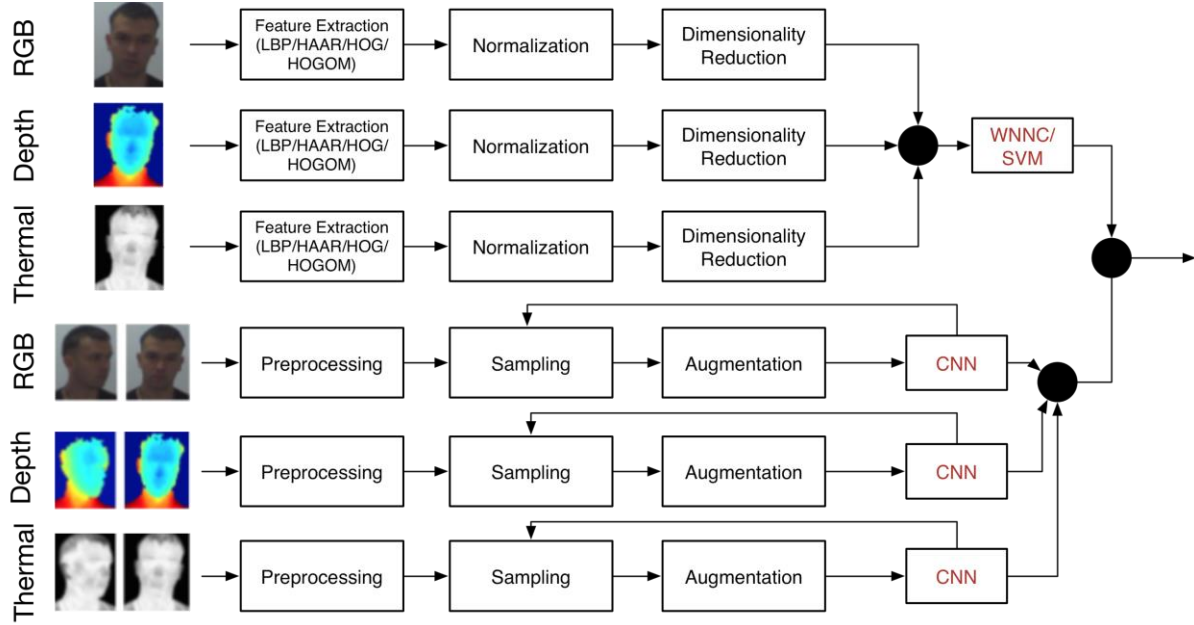 RGB
Feature Extraction
(LBP/HAAR/HOG/
HOGOM)
Normalization
Dimensionality
Reduction
Depth
Feature Extraction
(LBP/HAAR/HOG/
HOGOM)
Normalization
Dimensionality
Reduction
WNNC/
SVM
Thermal
Feature Extraction
(LBP/HAAR/HOG/
HOGOM)
Normalization
Dimensionality
Reduction
RGB
Preprocessing
Sampling
Augmentation
CNN
Depth
Preprocessing
Sampling
Augmentation
CNN
Thermal
Preprocessing
Sampling
Augmentation
CNN